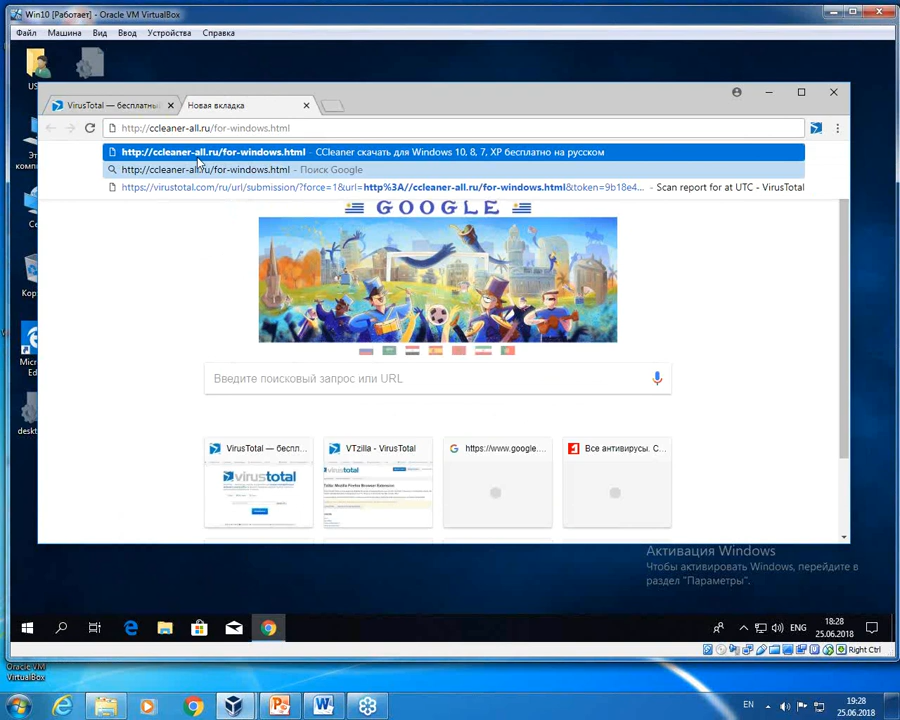 Win10 [Работает] - Oracle VM VirtualBox
Файл Машина Вид Ввод Устройства Справка
VirusTotal — бесплатны
Новая вкладка
http://ccleaner-all.ru/for-windows.html
http://ccleaner-all.ru/for-windows.html - CCleaner скачать для Windows 10, 8, 7, XP бесплатно на русском
http://ccleaner-all.ru/for-windows.html - Поиск Google
https://virustotal.com/ru/url/submission/?force=1&url=http%3A//ccleaner-all.ru/for-windows.html&token=9b18e4... - Scan report for at UTC - VirusTotal
GOOGLE
Введите поисковый запрос или URL
VirusTotal — беспл...
VTzilla - VirusTotal
https://www.google....
Все антивирусы. С...
virustotal
Активация Windows
Чтобы активировать Windows, перейдите в
раздел "Параметры".
ENG
18:28
25.06.2018
Right Ctrl
Oracle VM
VirtualBox
EN
19:28
25.06.2018